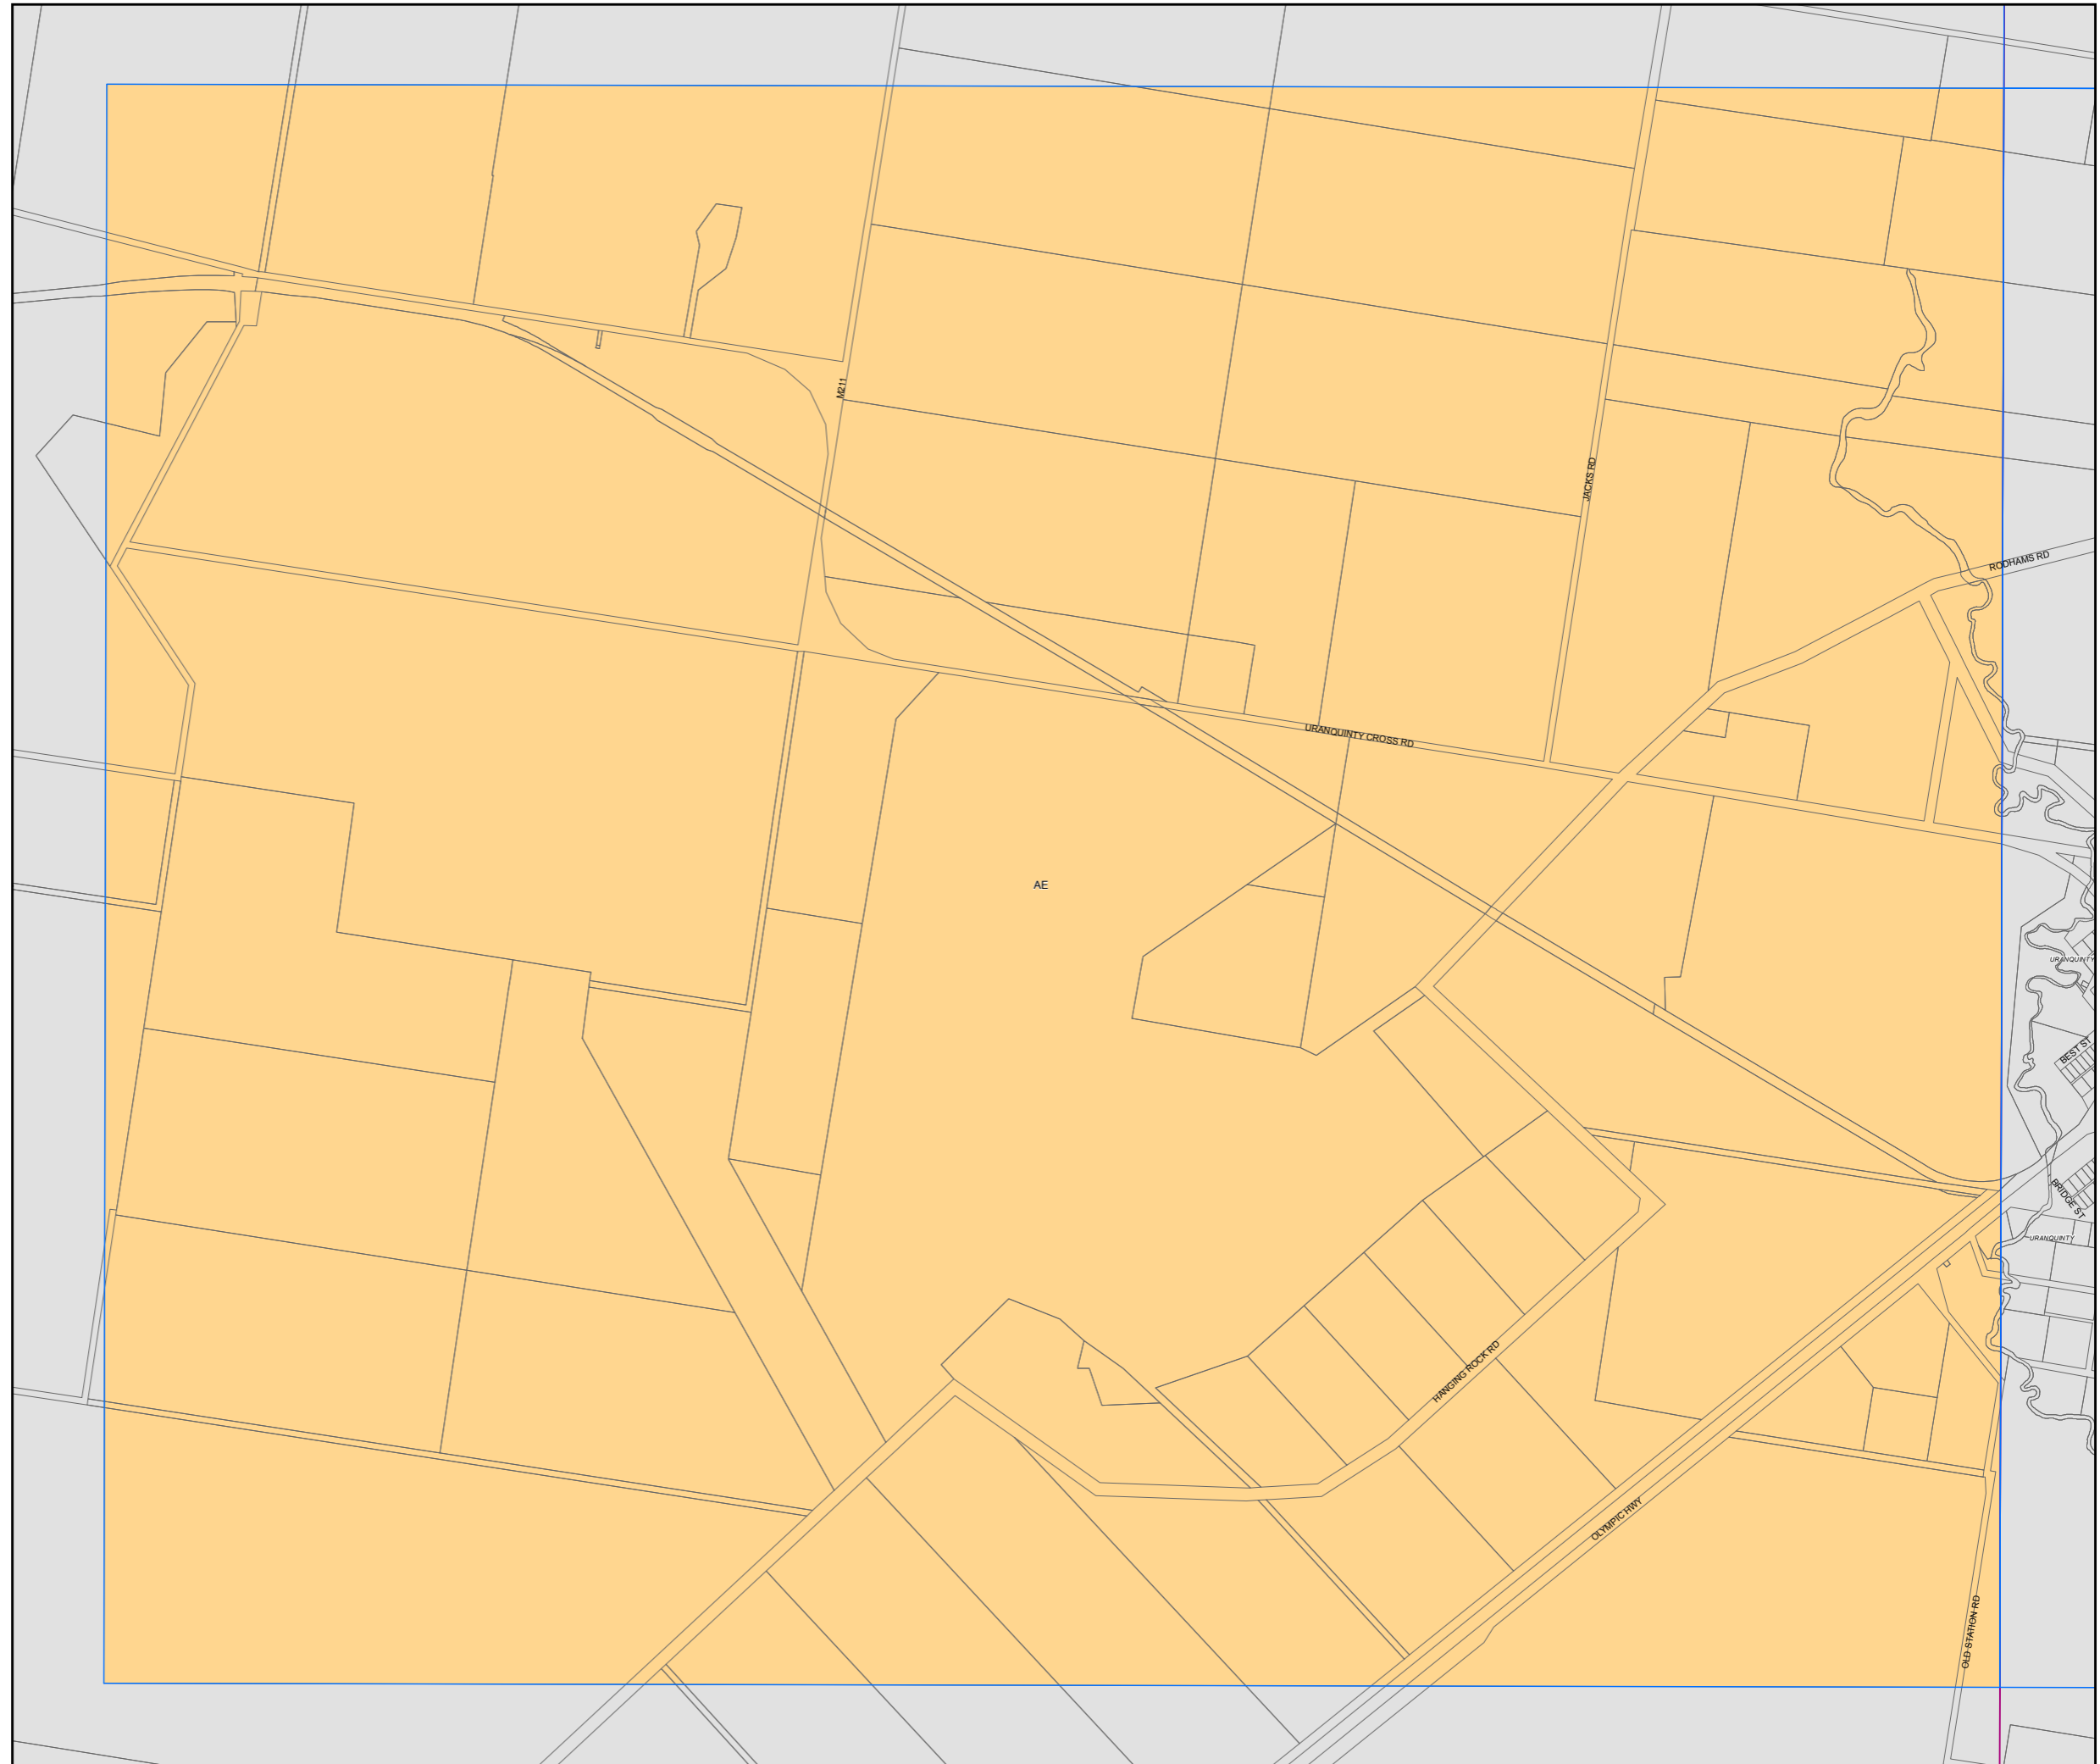 M211
JACKS RD
RODHAMS RD
URANQUINTY CROSS RD
AE
URANQUINTY
BEST ST
BRIDGE ST
URANQUINTY
HANGING ROCK RD
OLYMPIC HWY
OLD STATION RD